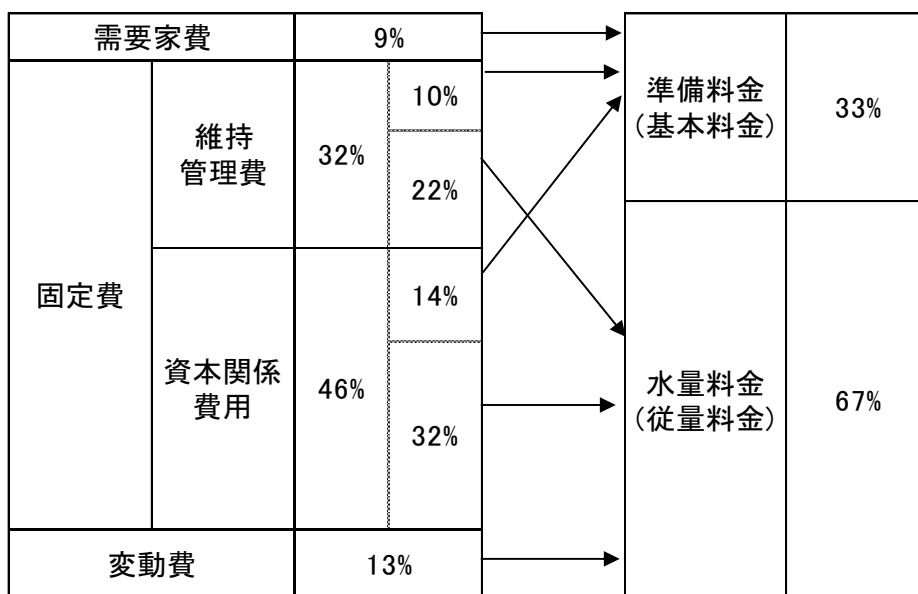 需要家費
9%
固定費
維持
管理費
32%
10%
22%
資本関係
費用
46%
14%
32%
変動費
13%
準備料金
(基本料金)
33%
水量料金
(従量料金)
67%